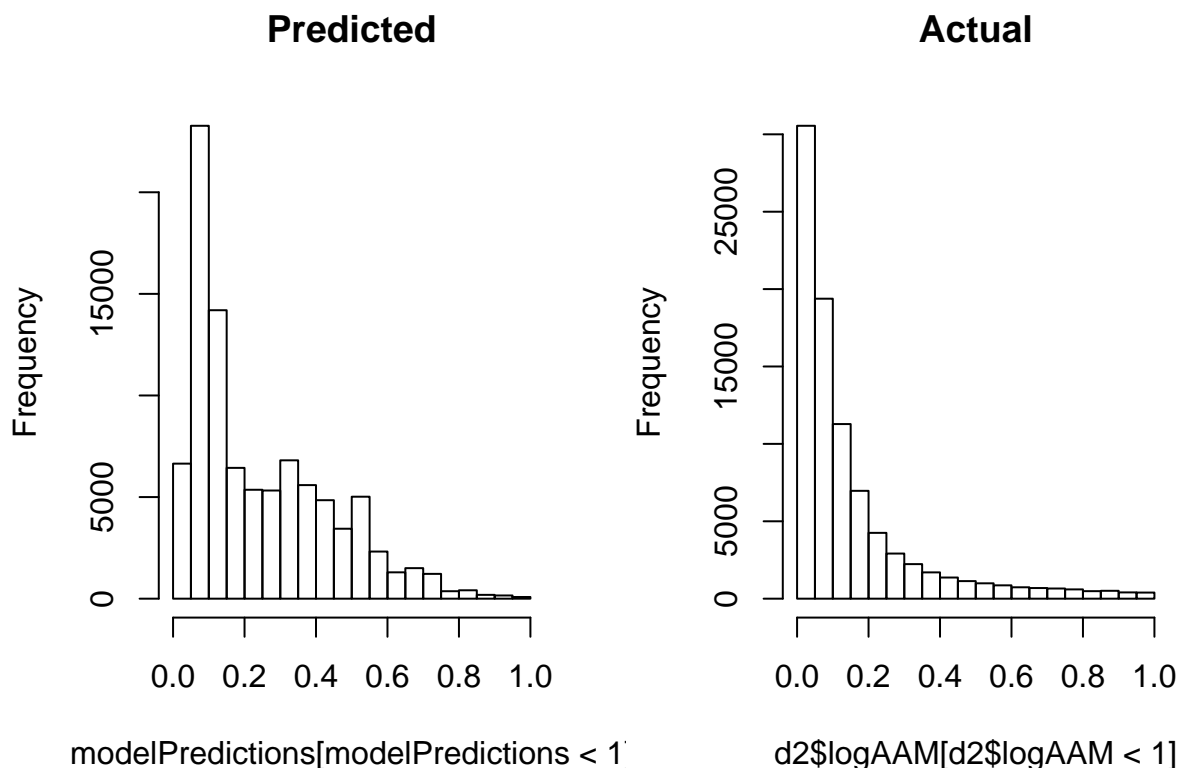 Predicted
Frequency
0
5000
15000
0.0 0.2 0.4 0.6 0.8 1.0
modelPredictions[modelPredictions < 1
Actual
Frequency
0
5000
15000
25000
0.0 0.2 0.4 0.6 0.8 1.0
d2$logAAM[d2$logAAM < 1]